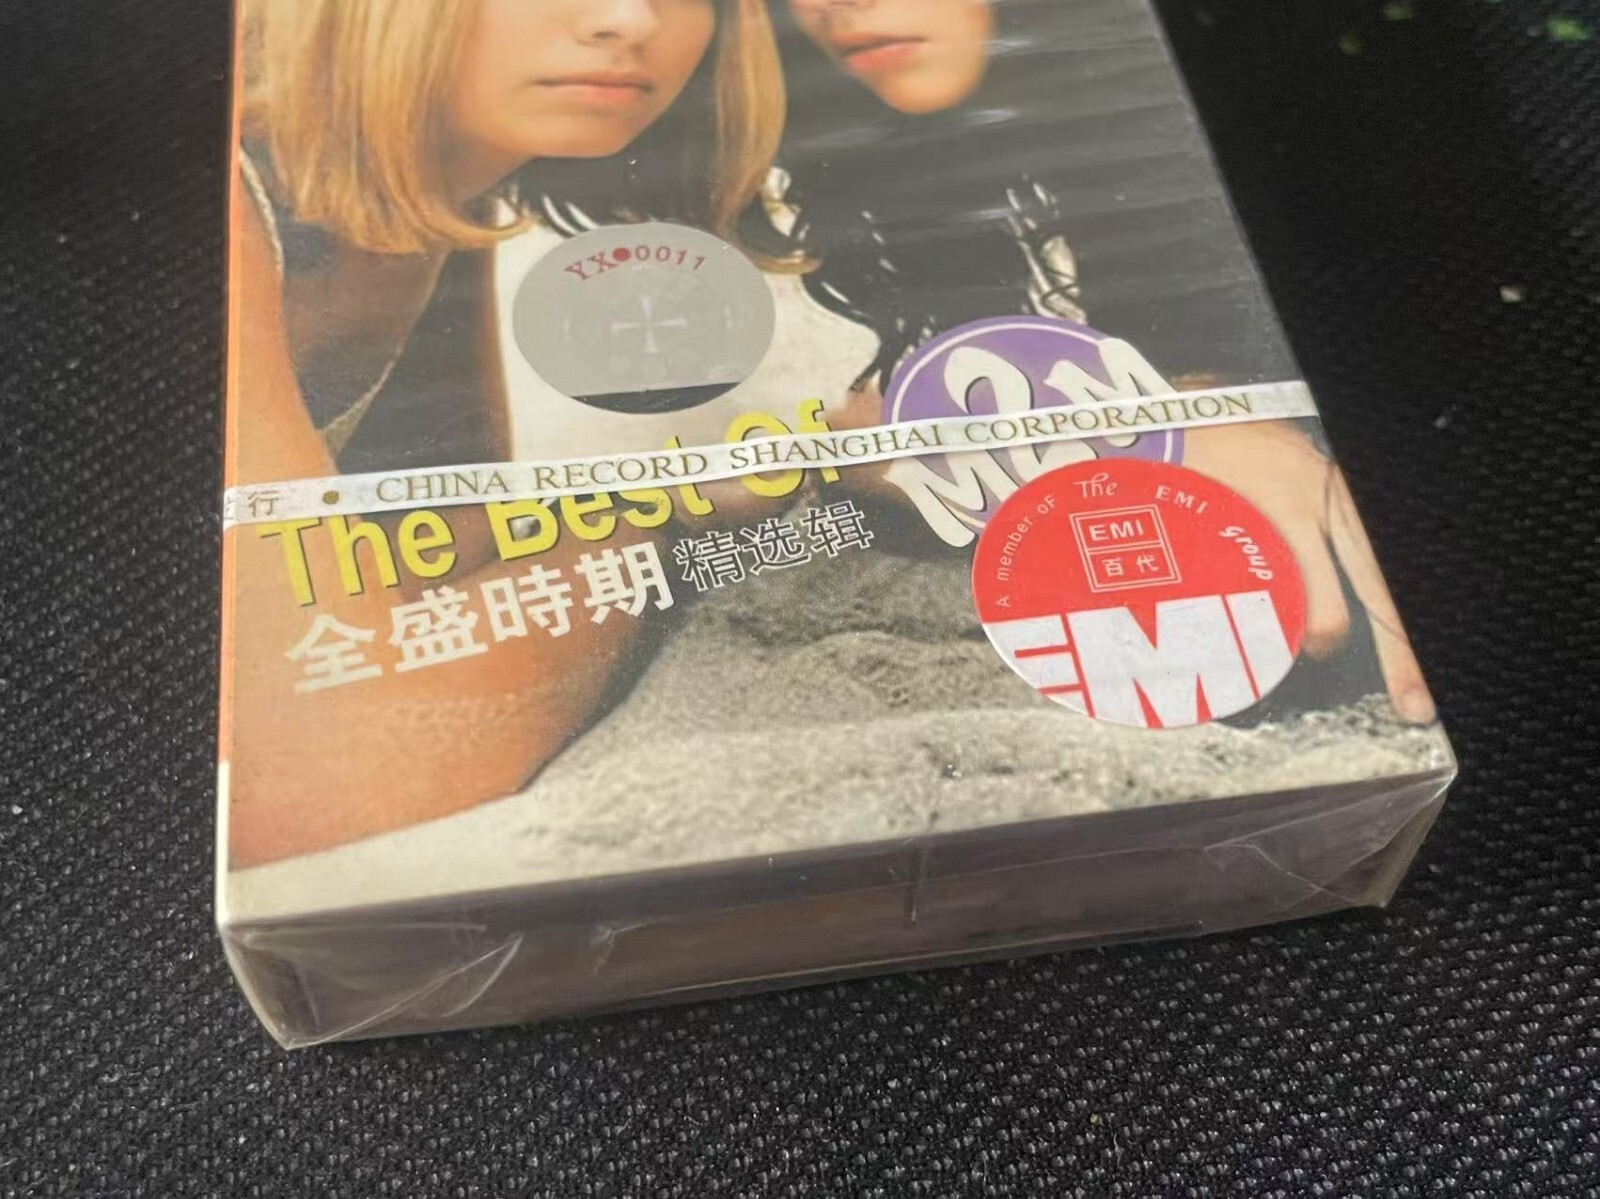 YX●0011
M2M
行 • CHINA RECORD SHANGHAI CORPORATION
The Best Of
全盛時期 精选辑
A member of The EMI group
EMI
百代
EMI